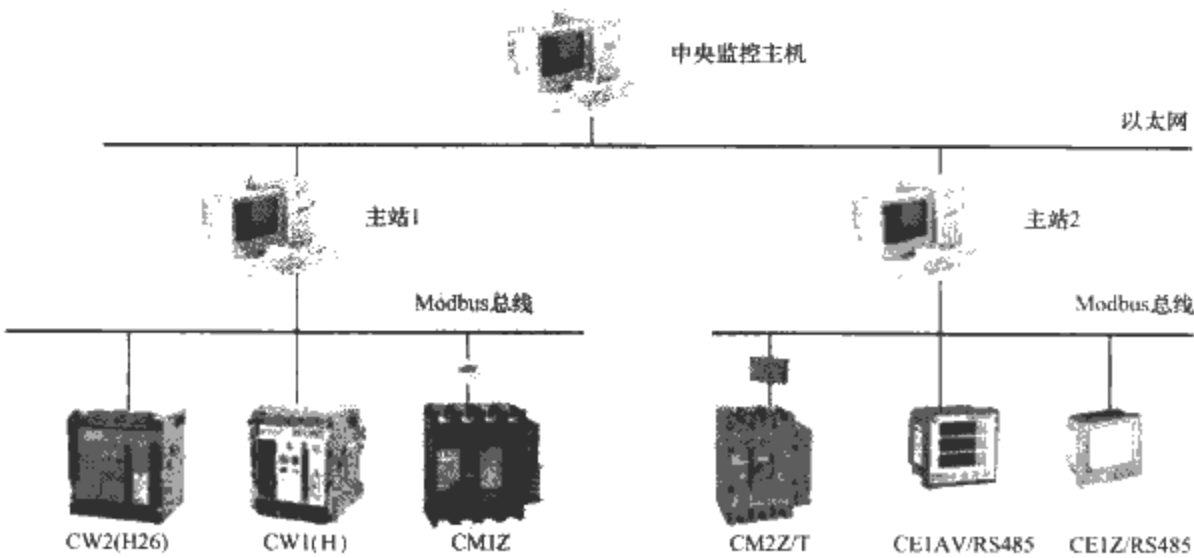 中央监控主机
以太网
主站1
主站2
Modbus总线
Modbus总线
CW2(H26)
CW1(H)
CM1Z
CM2Z/T
CE1AV/RS485
CE1Z/RS485